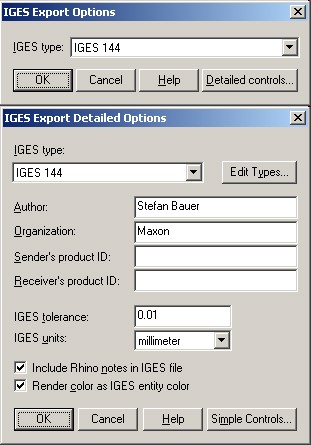 IGES Export Options
IGES type: IGES 144
OK Cancel Help Detailed controls...
IGES Export Detailed Options
IGES type:
IGES 144 Edit Types...
Author: Stefan Bauer
Organization: Maxon
Sender's product ID:
Receiver's product ID:
IGES tolerance: 0.01
IGES units: millimeter
Include Rhino notes in IGES file
Render color as IGES entity color
OK Cancel Help Simple Controls...